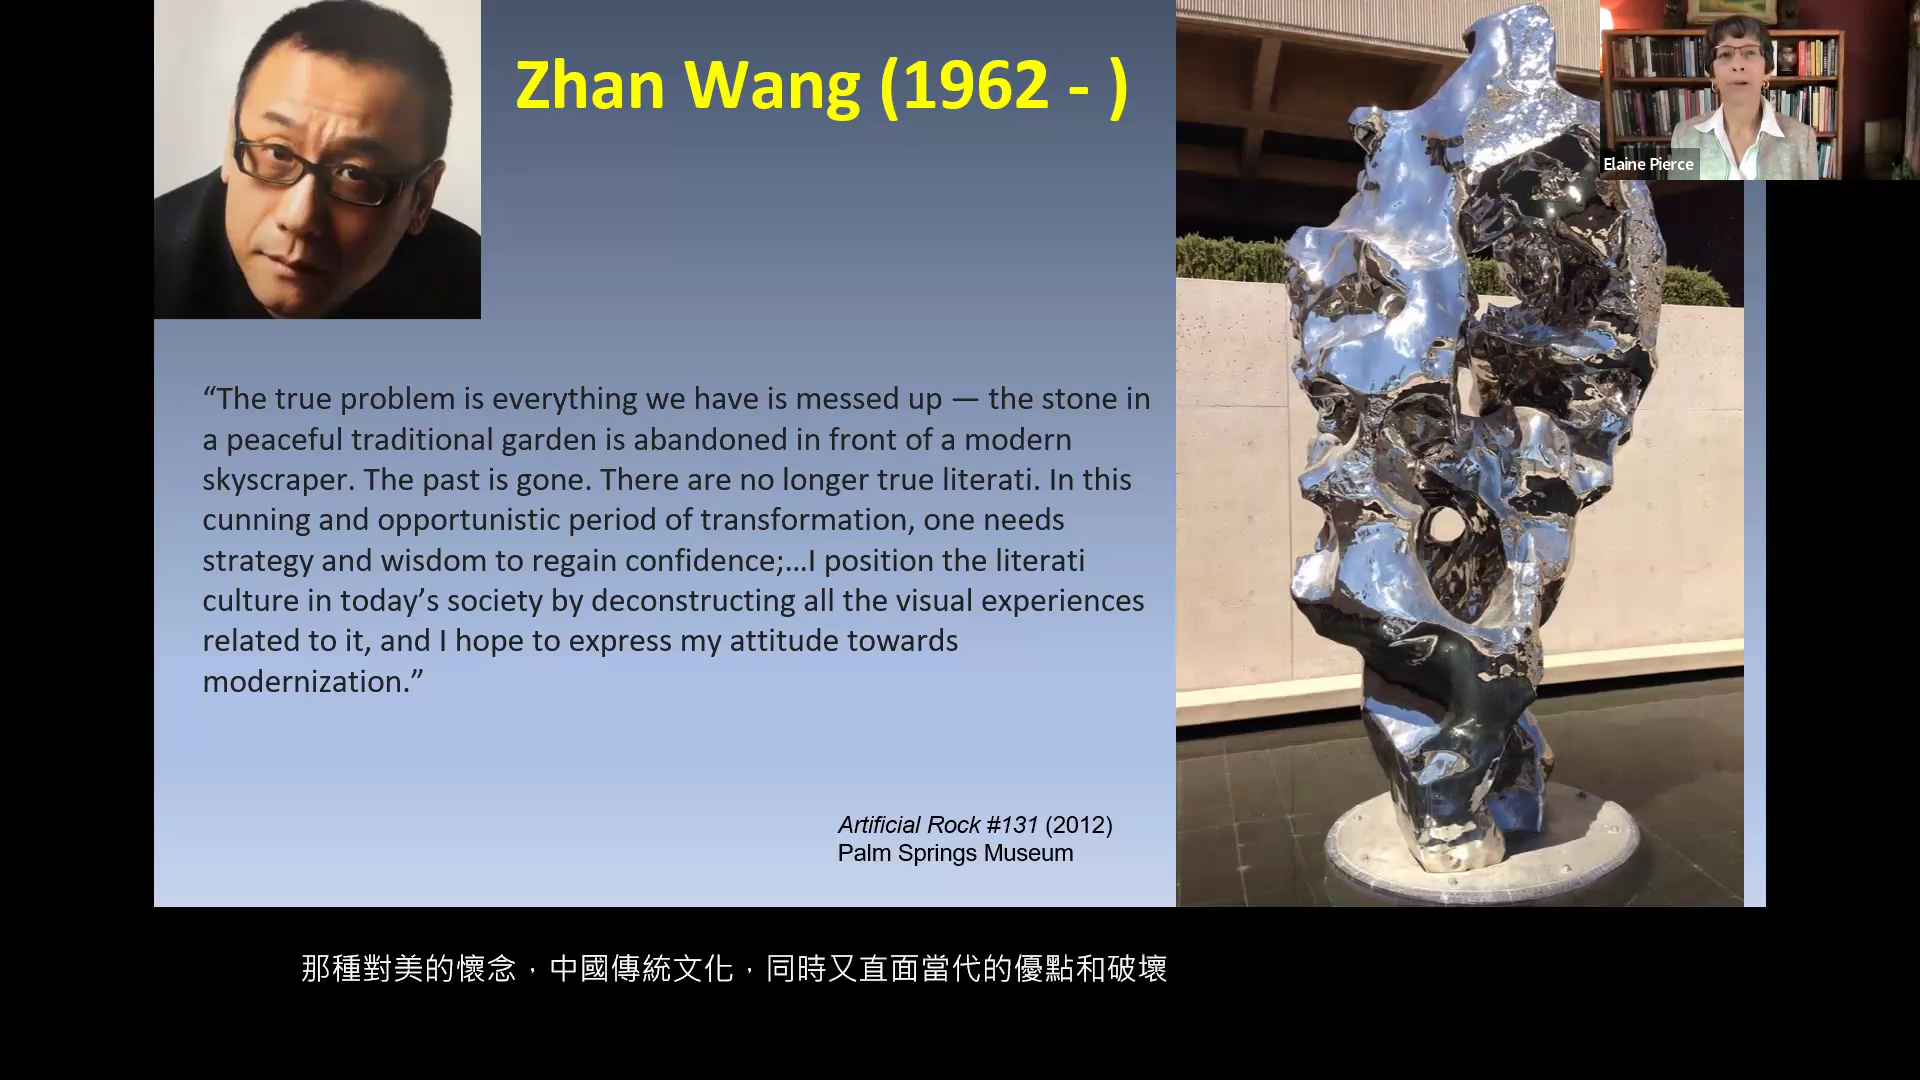 Zhan Wang (1962 - )
Elaine Pierce
“The true problem is everything we have is messed up — the stone in
a peaceful traditional garden is abandoned in front of a modern
skyscraper. The past is gone. There are no longer true literati. In this
cunning and opportunistic period of transformation, one needs
strategy and wisdom to regain confidence;…I position the literati
culture in today’s society by deconstructing all the visual experiences
related to it, and I hope to express my attitude towards
modernization.”
Artificial Rock #131 (2012)
Palm Springs Museum
那種對美的懷念，中國傳統文化，同時又直面當代的優點和破壞